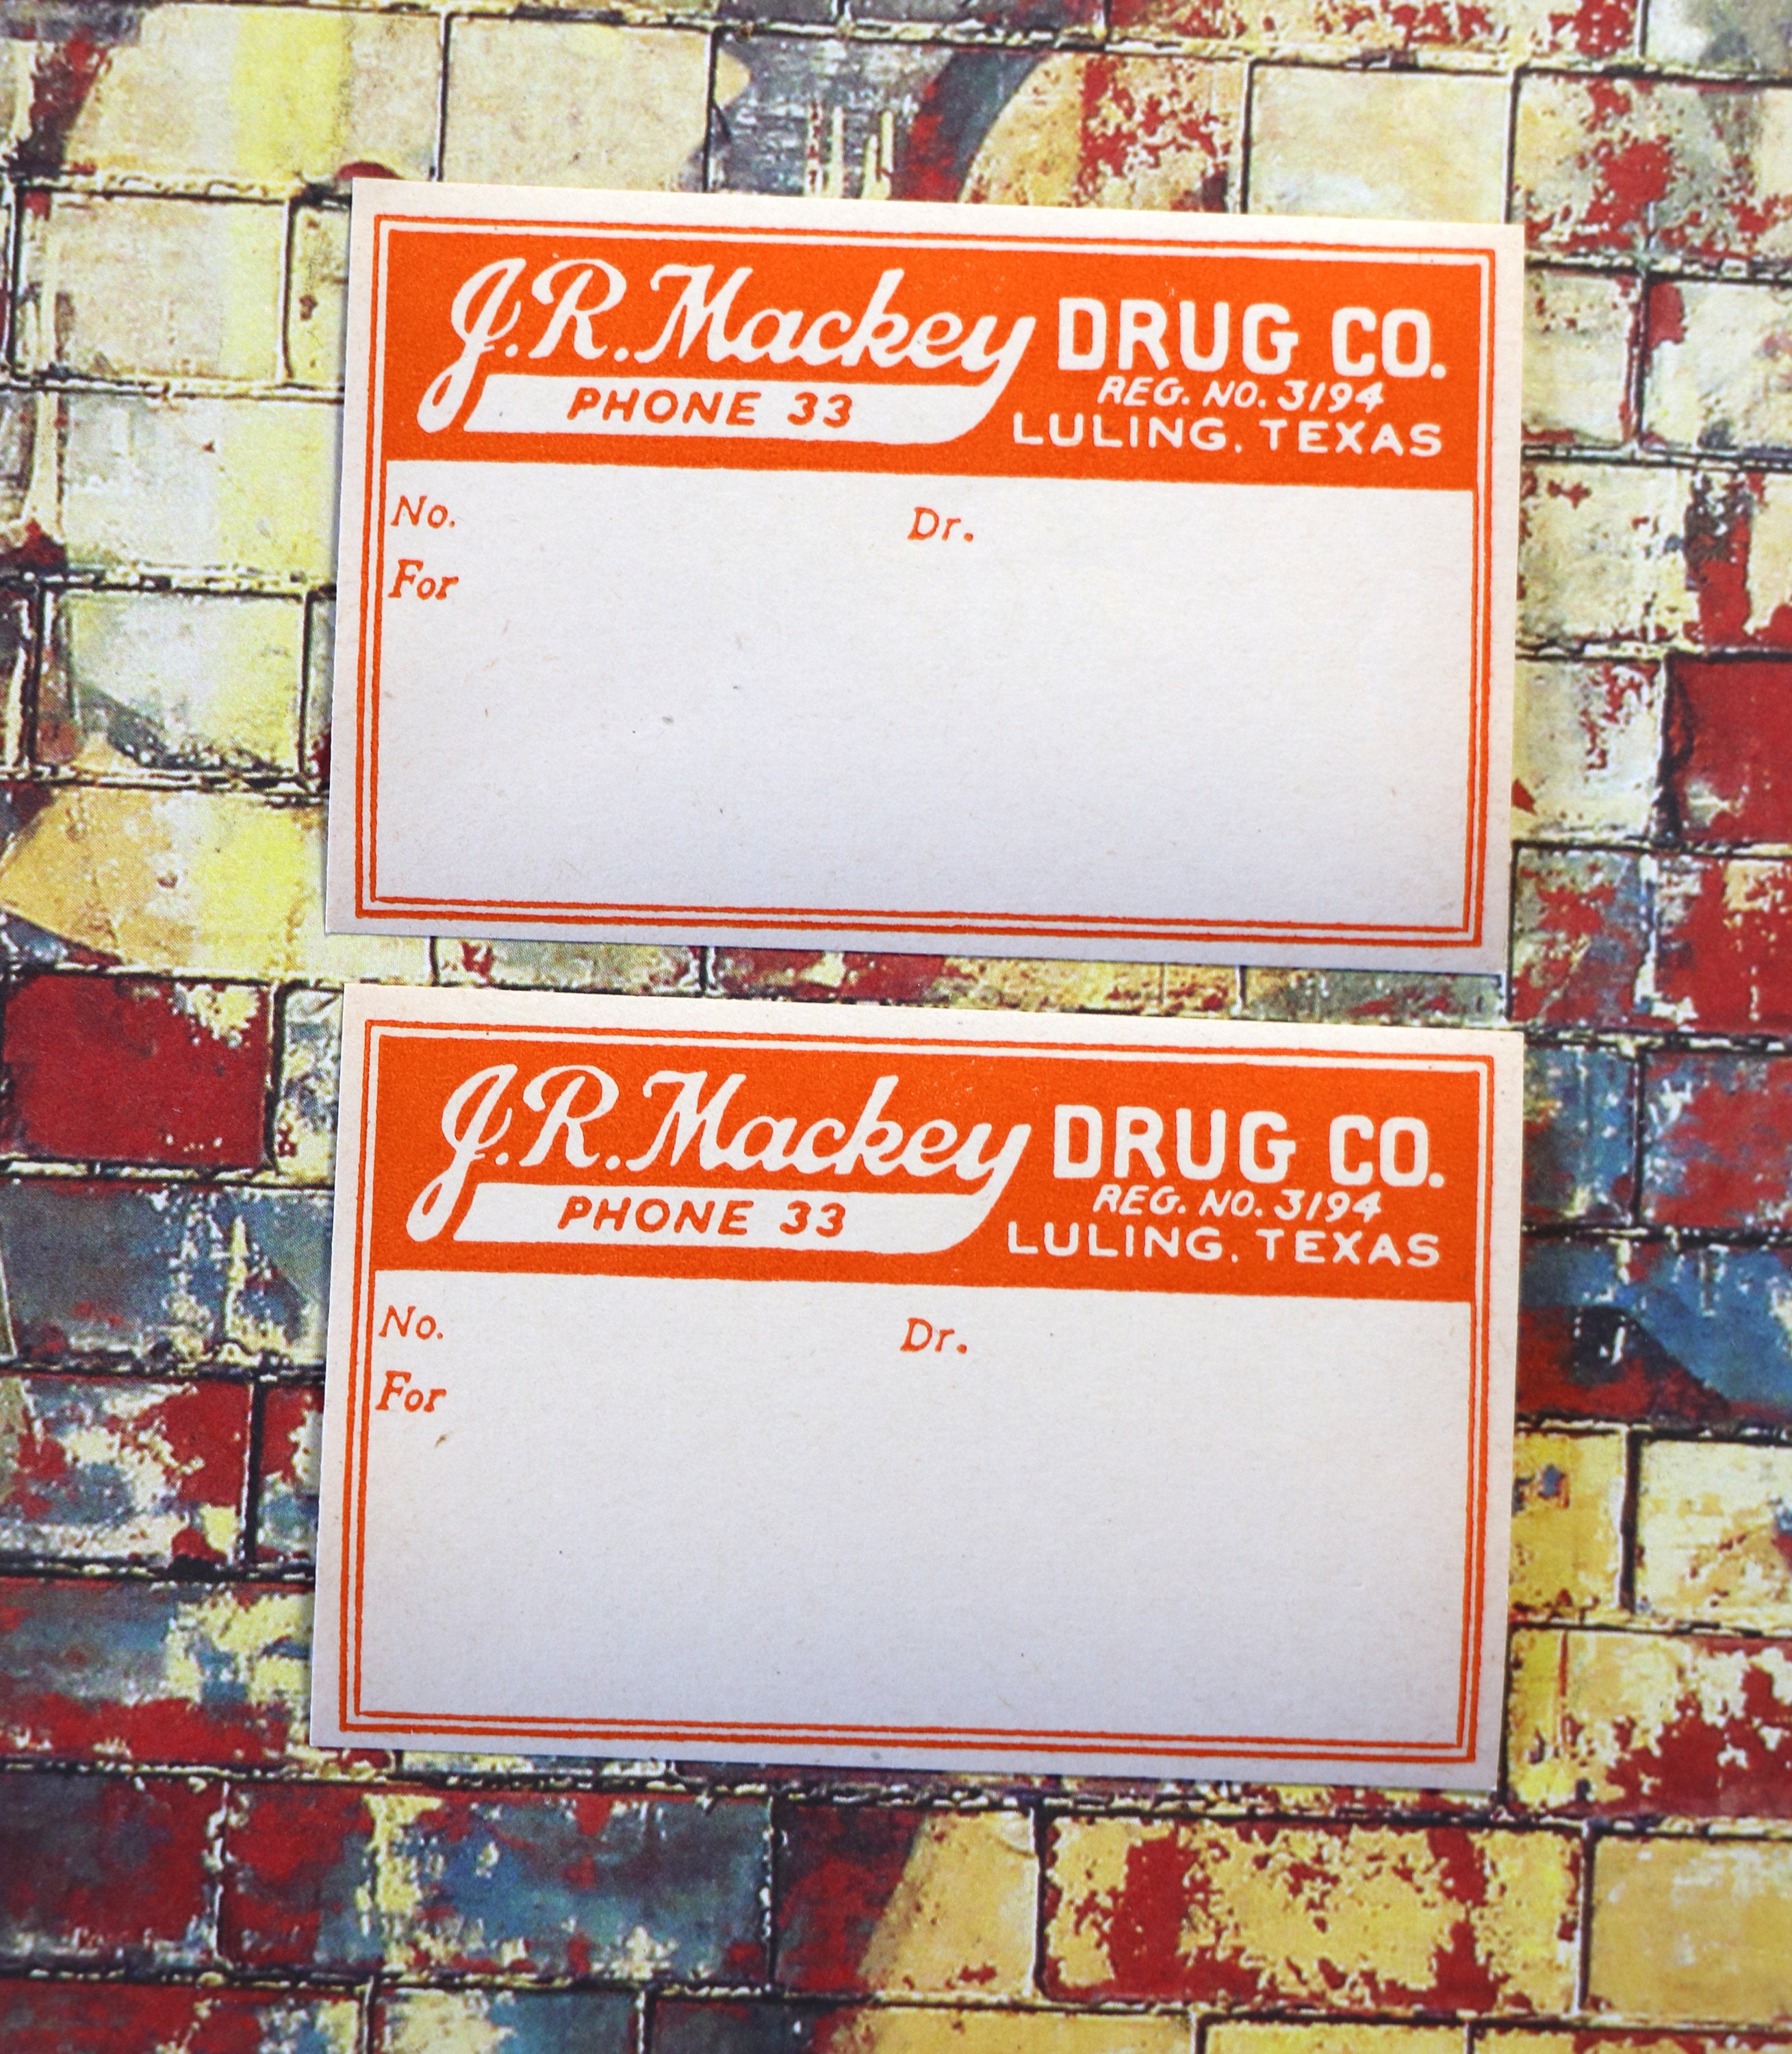 J.R. Mackey DRUG CO.
PHONE 33
REG. NO. 3194
LULING, TEXAS
No. Dr.
For
J.R. Mackey DRUG CO.
PHONE 33
REG. NO. 3194
LULING, TEXAS
No. Dr.
For